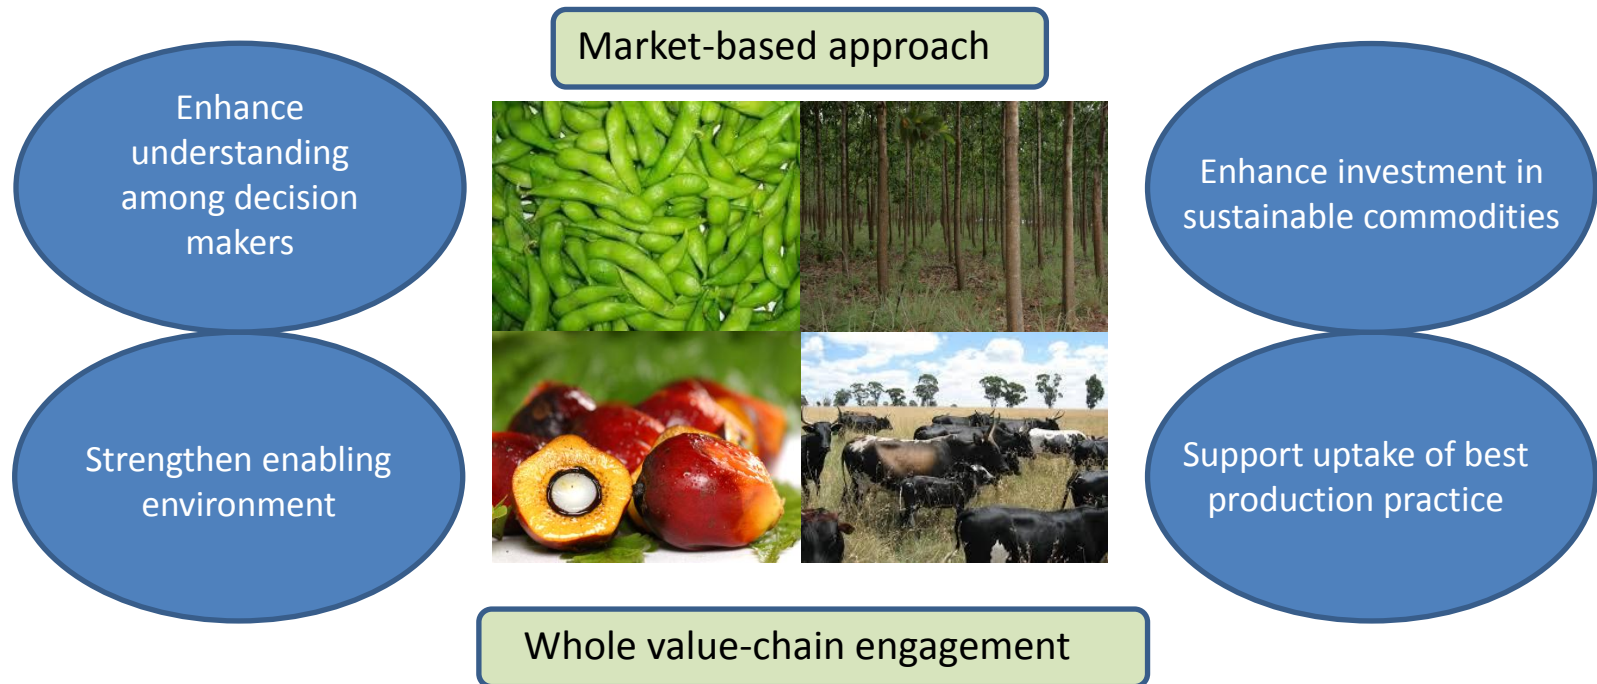 Market-based approach
Enhance
understanding
among decision
makers
Enhance investment in
sustainable commodities
Strengthen enabling
environment
Support uptake of best
production practice
Whole value-chain engagement